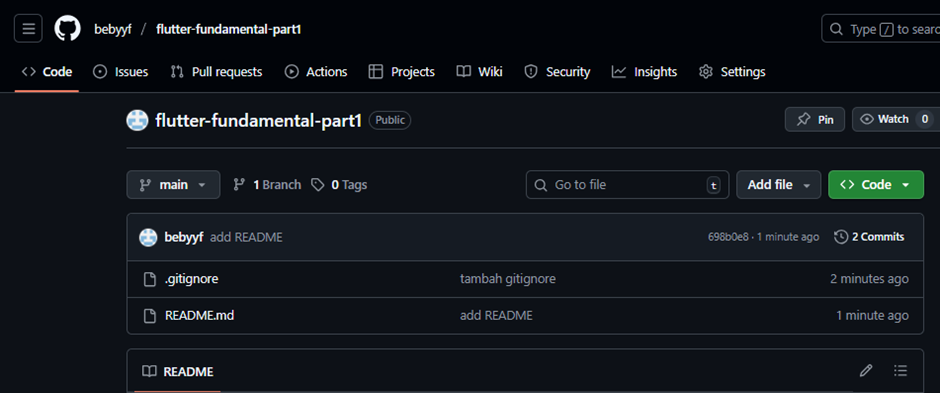 bebyyf / flutter-fundamental-part1 Type / to searc
Code Issues Pull requests Actions Projects Wiki Security Insights Settings
flutter-fundamental-part1 Public Pin Watch 0
main 1 Branch 0 Tags Go to file t Add file Code
bebyyf add README 698b0e8 · 1 minute ago 2 Commits
.gitignore tambah gitignore 2 minutes ago
README.md add README 1 minute ago
README